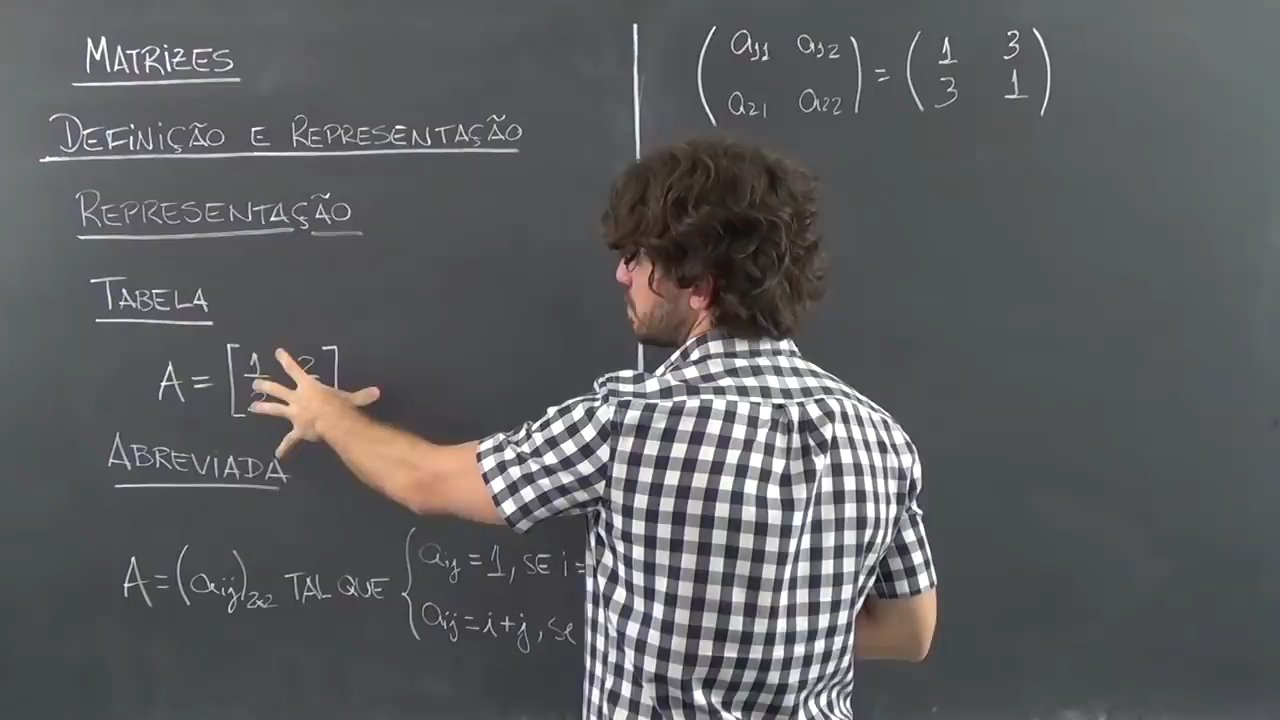 MATRIZES
DEFINIÇÃO E REPRESENTAÇÃO
REPRESENTAÇÃO
TABELA
A = [ 1
ABREVIADA
A = (aij)2x2 TAL QUE { aij = 1, SE i =
aij = i + j, se
( a11 a12 ) = ( 1 3 )
( a21 a22 ) ( 3 1 )